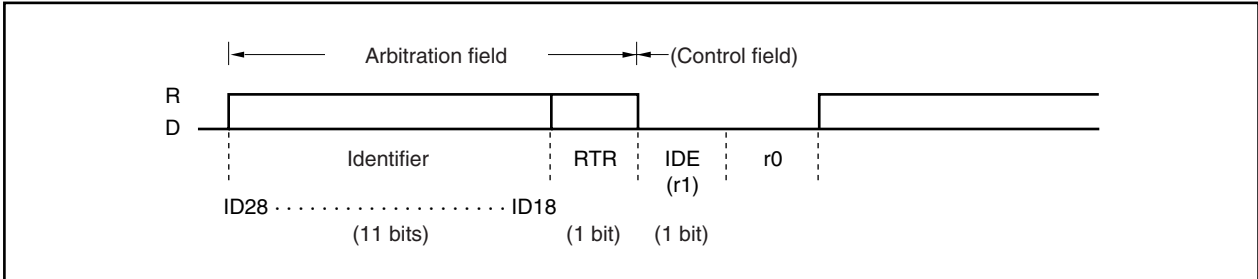 Arbitration field (Control field)
R
D
Identifier RTR IDE r0
(r1)
ID28 · · · · · · · · · · · · · · · · · · · · ID18
(11 bits) (1 bit) (1 bit)